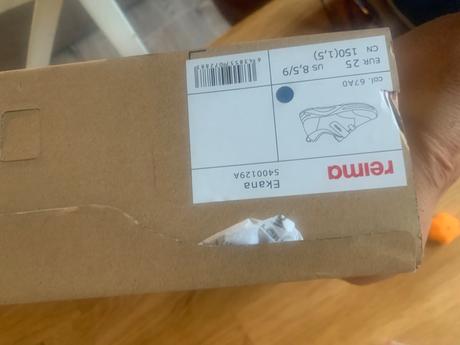 reima
Ekana
5400129A
col. 67A0
EUR 25 US 8,5/9
CN 150(1,5)